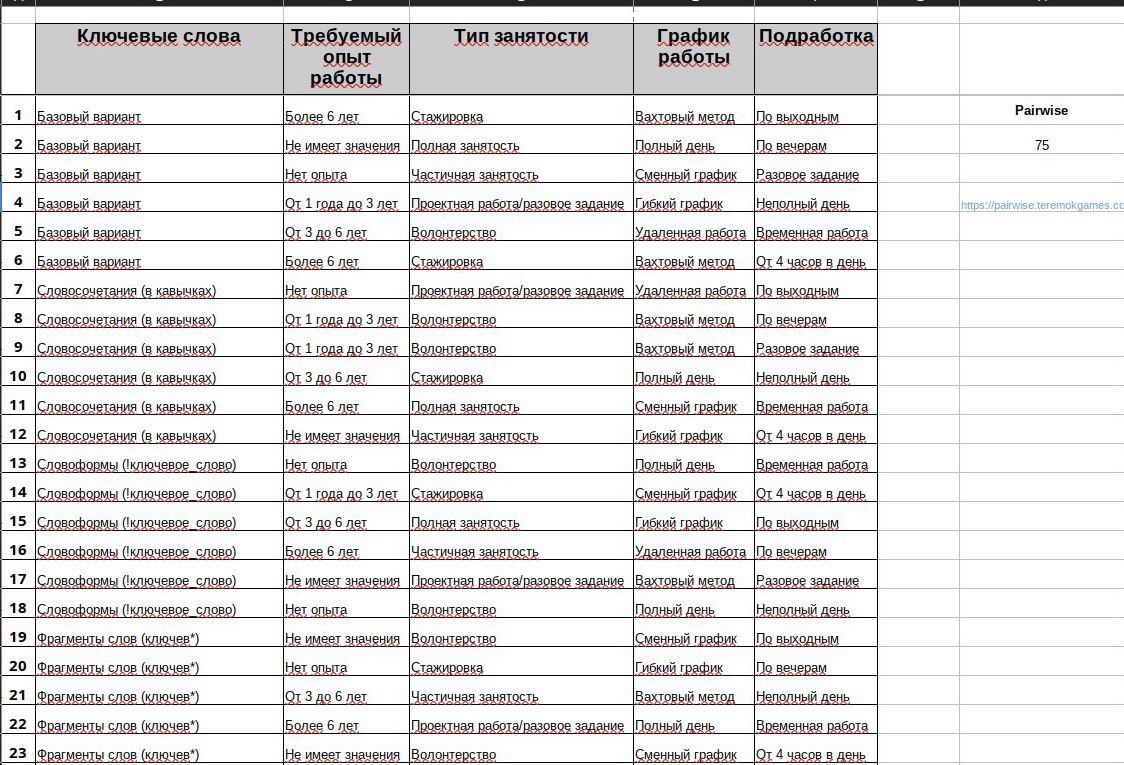 Ключевые слова Требуемый опыт работы Тип занятости График работы Подработка
Pairwise
1 Базовый вариант Более 6 лет Стажировка Вахтовый метод По выходным
2 Базовый вариант Не имеет значения Полная занятость Полный день По вечерам 75
3 Базовый вариант Нет опыта Частичная занятость Сменный график Разовое задание
4 Базовый вариант От 1 года до 3 лет Проектная работа/разовое задание Гибкий график Неполный день https://pairwise.teremokgames.co
5 Базовый вариант От 3 до 6 лет Волонтерство Удаленная работа Временная работа
6 Базовый вариант Более 6 лет Стажировка Вахтовый метод От 4 часов в день
7 Словосочетания (в кавычках) Нет опыта Проектная работа/разовое задание Удаленная работа По выходным
8 Словосочетания (в кавычках) От 1 года до 3 лет Волонтерство Вахтовый метод По вечерам
9 Словосочетания (в кавычках) От 1 года до 3 лет Волонтерство Вахтовый метод Разовое задание
10 Словосочетания (в кавычках) От 3 до 6 лет Стажировка Полный день Неполный день
11 Словосочетания (в кавычках) Более 6 лет Полная занятость Сменный график Временная работа
12 Словосочетания (в кавычках) Не имеет значения Частичная занятость Гибкий график От 4 часов в день
13 Словоформы (!ключевое_слово) Нет опыта Волонтерство Полный день Временная работа
14 Словоформы (!ключевое_слово) От 1 года до 3 лет Стажировка Сменный график От 4 часов в день
15 Словоформы (!ключевое_слово) От 3 до 6 лет Полная занятость Гибкий график По выходным
16 Словоформы (!ключевое_слово) Более 6 лет Частичная занятость Удаленная работа По вечерам
17 Словоформы (!ключевое_слово) Не имеет значения Проектная работа/разовое задание Вахтовый метод Разовое задание
18 Словоформы (!ключевое_слово) Нет опыта Волонтерство Полный день Неполный день
19 Фрагменты слов (ключев*) Не имеет значения Волонтерство Сменный график По выходным
20 Фрагменты слов (ключев*) Нет опыта Стажировка Гибкий график По вечерам
21 Фрагменты слов (ключев*) От 3 до 6 лет Частичная занятость Вахтовый метод Неполный день
22 Фрагменты слов (ключев*) Более 6 лет Проектная работа/разовое задание Полный день Временная работа
23 Фрагменты слов (ключев*) Не имеет значения Волонтерство Сменный график От 4 часов в день